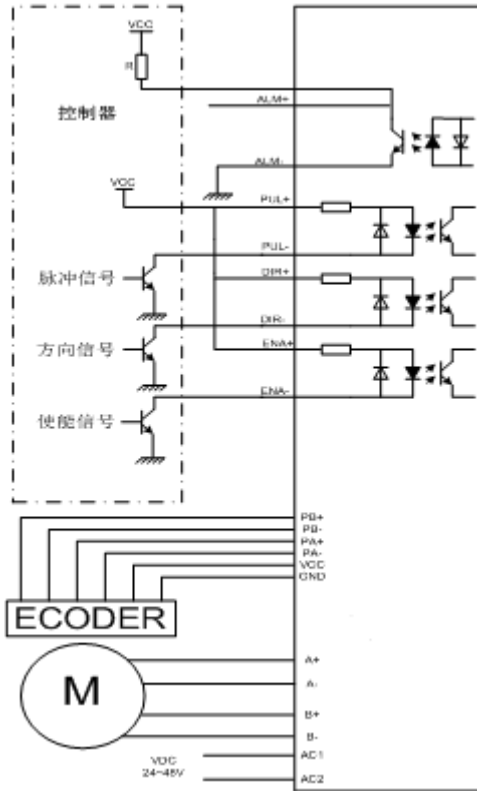 VCC
R
ALM+
控制器
ALM-
VCC
PUL+
PUL-
脉冲信号
DIR+
DIR-
方向信号
ENA+
ENA-
使能信号
PB+
PB-
PA+
PA-
VCC
GND
ECODER
A+
M
A-
B+
B-
VDC
24~48V
AC1
AC2